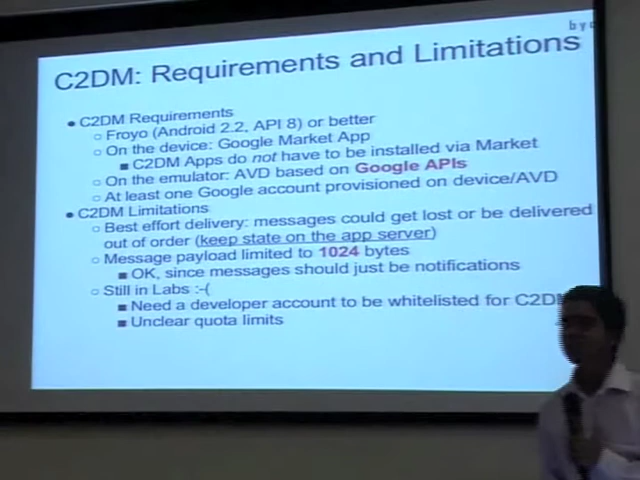 byo
C2DM: Requirements and Limitations
● C2DM Requirements
○ Froyo (Android 2.2, API 8) or better
○ On the device: Google Market App
■ C2DM Apps do not have to be installed via Market
○ On the emulator: AVD based on Google APIs
○ At least one Google account provisioned on device/AVD
● C2DM Limitations
○ Best effort delivery: messages could get lost or be delivered
out of order (keep state on the app server)
○ Message payload limited to 1024 bytes
■ OK, since messages should just be notifications
○ Still in Labs :-(
■ Need a developer account to be whitelisted for C2DM
■ Unclear quota limits